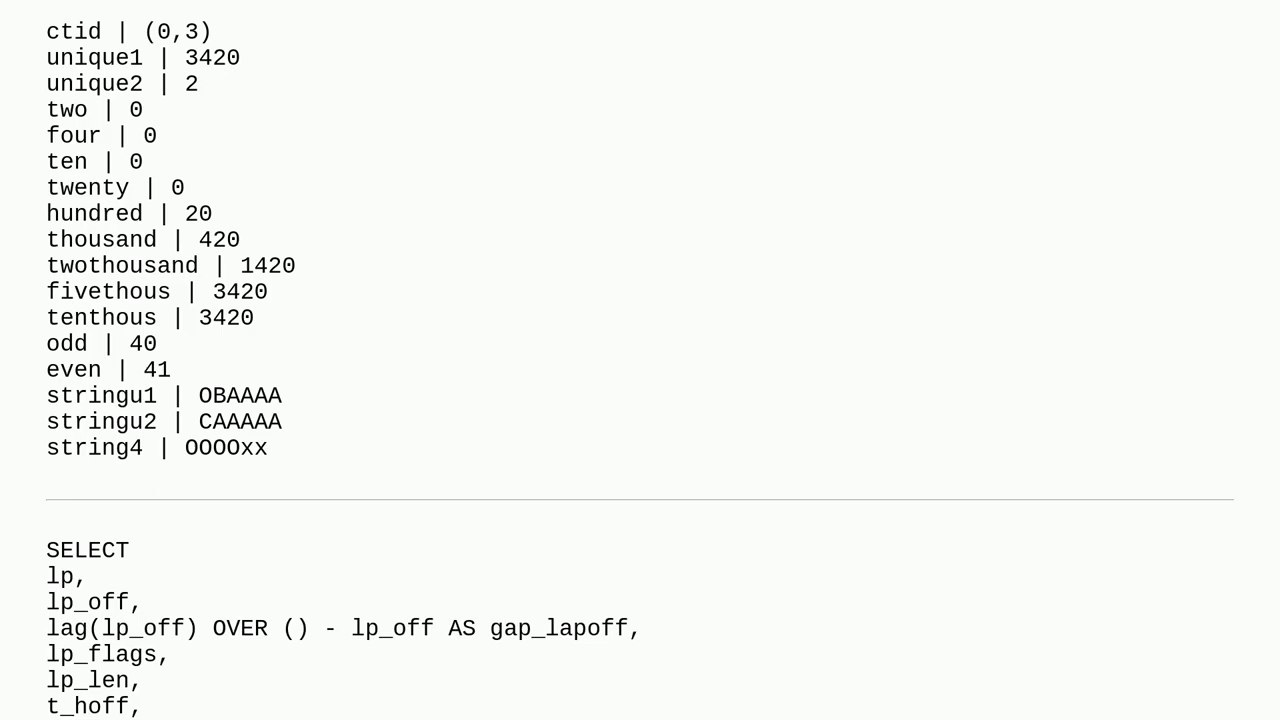 ctid | (0,3)
unique1 | 3420
unique2 | 2
two | 0
four | 0
ten | 0
twenty | 0
hundred | 20
thousand | 420
twothousand | 1420
fivethous | 3420
tenthous | 3420
odd | 40
even | 41
stringu1 | OBAAAA
stringu2 | CAAAAA
string4 | OOOOxx
SELECT
lp,
lp_off,
lag(lp_off) OVER () - lp_off AS gap_lapoff,
lp_flags,
lp_len,
t_hoff,